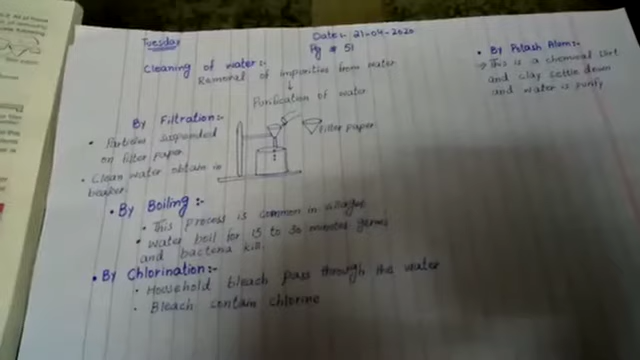 Tuesday
Date:- 21-04-2020
Pg # 51
Cleaning of water:-
Removal of impurities from water
Purification of water
By Filtration:-
• Particles suspended
on filter paper
• Clean water obtain in
beaker.
Filter paper
• By Boiling :-
• This process is common in villages
• Water boil for 15 to 30 minutes germs
and bacteria kill.
• By Chlorination:-
• Household bleach pass through the water
• Bleach contain chlorine
• By Potash Alum:-
This is a chemical dirt
and clay settle down
and water is purify